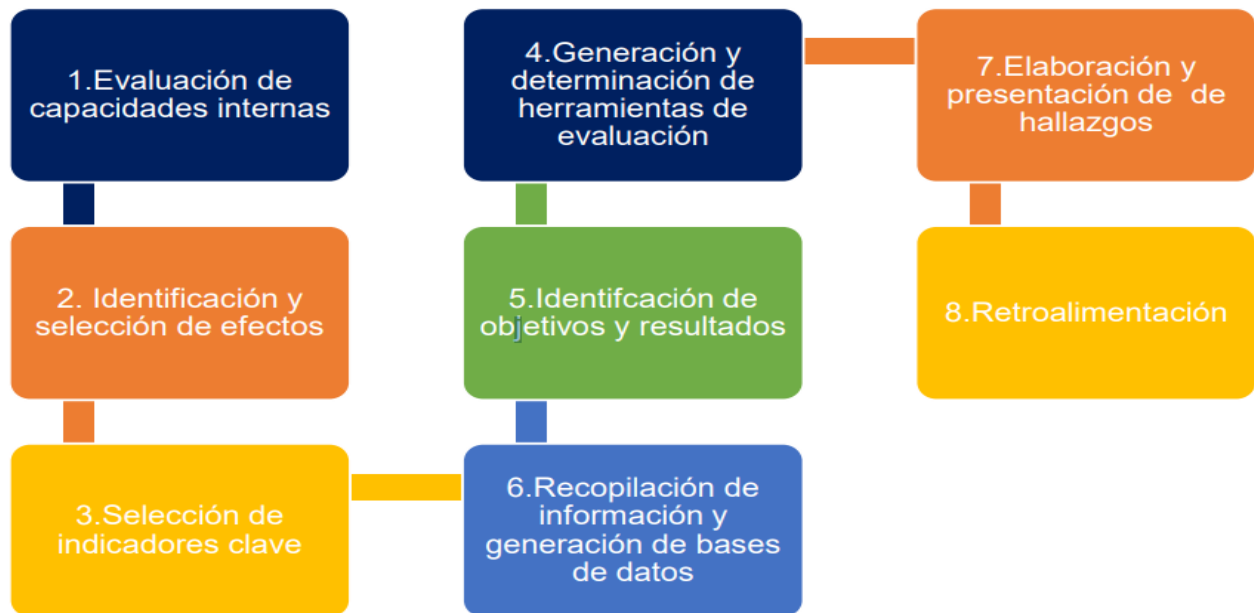 1.Evaluación de
capacidades internas
2. Identificación y
selección de efectos
3.Selección de
indicadores clave
4.Generación y
determinación de
herramientas de
evaluación
5.Identifcación de
objetivos y resultados
6.Recopilación de
información y
generación de bases
de datos
7.Elaboración y
presentación de  de
hallazgos
8.Retroalimentación